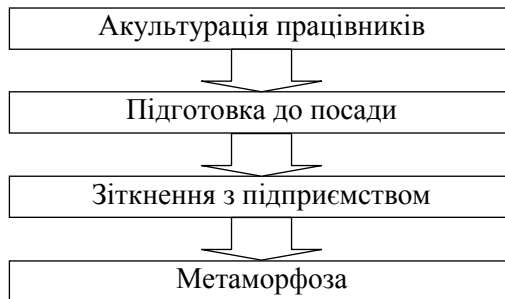 Акультурація працівників
Підготовка до посади
Зіткнення з підприємством
Метаморфоза